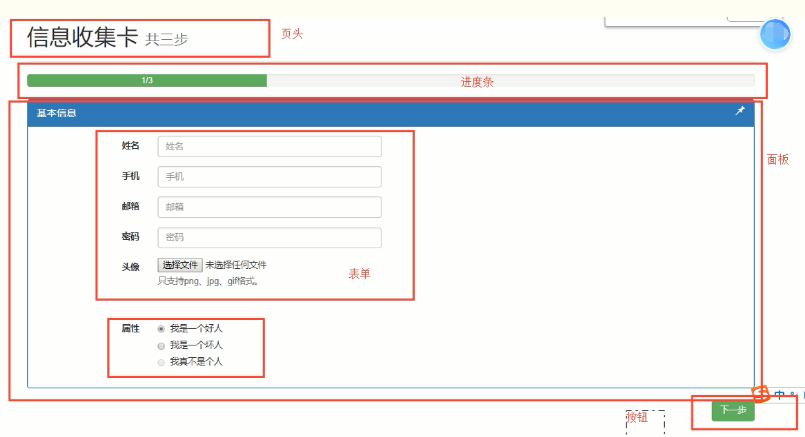 信息收集卡 共三步
页头
1/3
进度条
基本信息
面板
姓名 姓名
手机 手机
邮箱 邮箱
密码 密码
头像 选择文件 未选择任何文件
只支持png、jpg、gif格式。
表单
属性 我是一个好人
我是一个坏人
我真不是个人
中
下一步
按钮